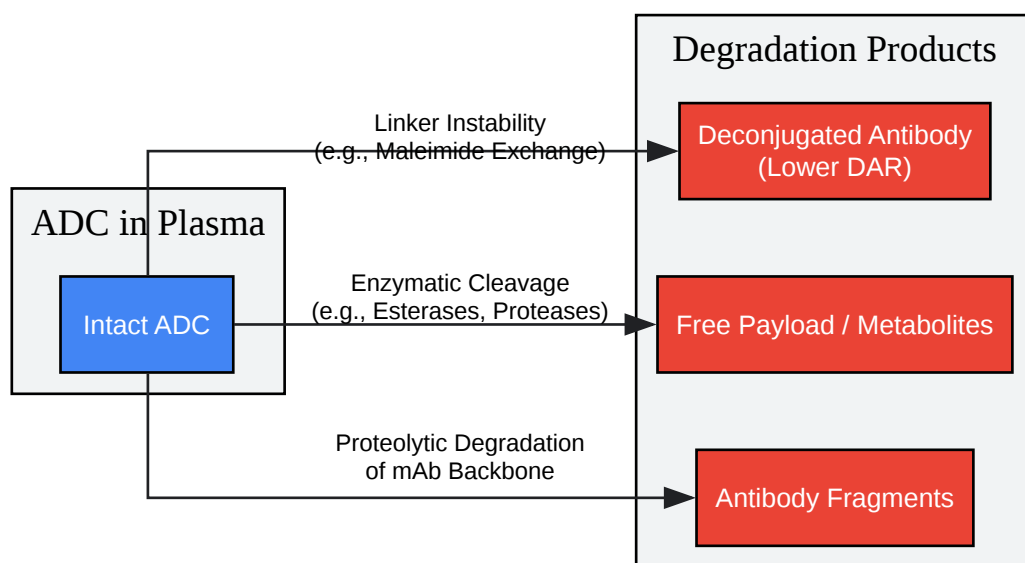 Degradation Products
Linker Instability
(e.g., Maleimide Exchange)
Deconjugated Antibody
(Lower DAR)
ADC in Plasma
Intact ADC
Enzymatic Cleavage
(e.g., Esterases, Proteases)
Free Payload / Metabolites
Proteolytic Degradation
of mAb Backbone
Antibody Fragments